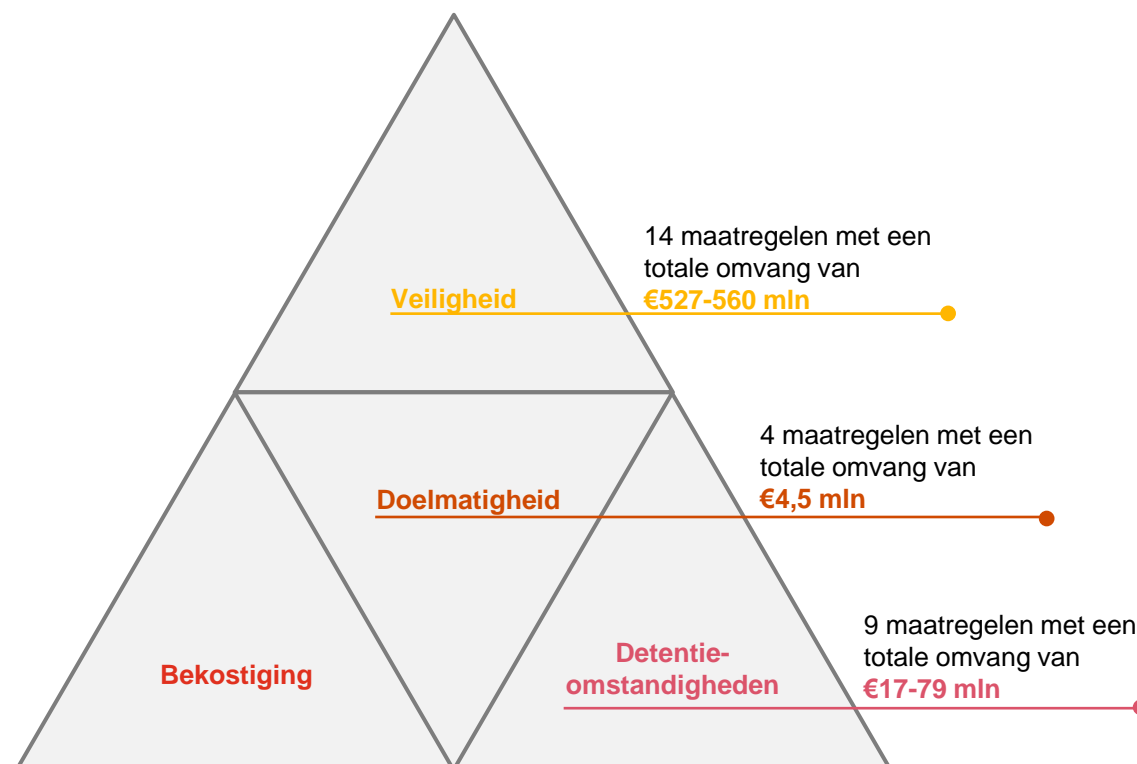 14 maatregelen met een
totale omvang van
€527-560 mln
Veiligheid
4 maatregelen met een
totale omvang van
€4,5 mln
Doelmatigheid
9 maatregelen met een
totale omvang van
€17-79 mln
Detentie-
omstandigheden
Bekostiging